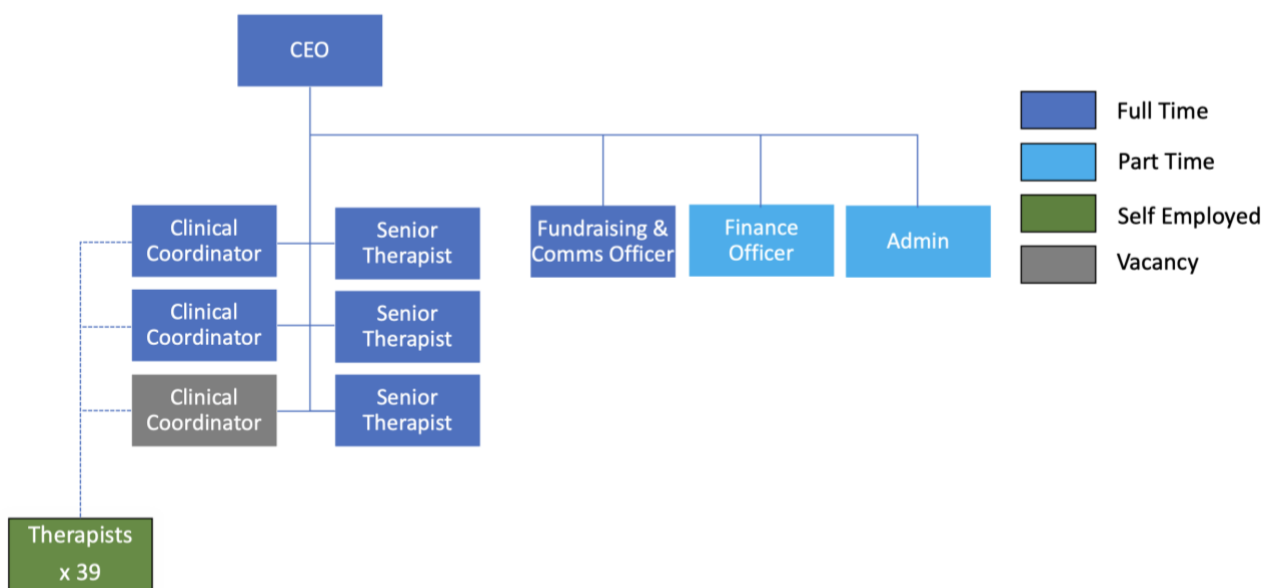 CEO
Full Time
Part Time
Self Employed
Vacancy
Clinical
Coordinator
Senior
Therapist
Fundraising &
Comms Officer
Finance
Officer
Admin
Clinical
Coordinator
Senior
Therapist
Clinical
Coordinator
Senior
Therapist
Therapists
x 39